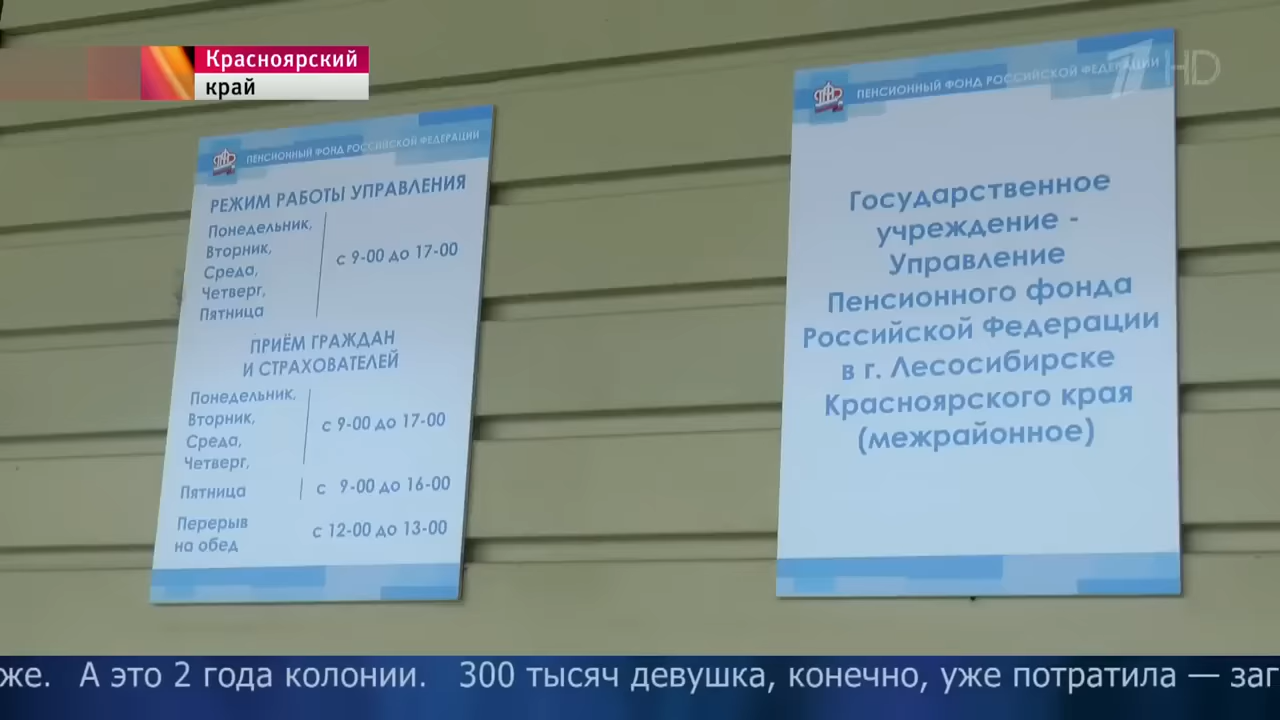 Красноярский
край
HD
ПЕНСИОННЫЙ ФОНД РОССИЙСКОЙ ФЕДЕРАЦИИ
РЕЖИМ РАБОТЫ УПРАВЛЕНИЯ
Понедельник,
Вторник,
Среда,
Четверг,
Пятница
с 9-00 до 17-00
ПРИЁМ ГРАЖДАН
И СТРАХОВАТЕЛЕЙ
Понедельник,
Вторник,
Среда,
Четверг,
с 9-00 до 17-00
Пятница с 9-00 до 16-00
Перерыв
на обед
с 12-00 до 13-00
ПЕНСИОННЫЙ ФОНД РОССИЙСКОЙ ФЕДЕРАЦИИ
Государственное
учреждение -
Управление
Пенсионного фонда
Российской Федерации
в г. Лесосибирске
Красноярского края
(межрайонное)
же. А это 2 года колонии. 300 тысяч девушка, конечно, уже потратила — заг